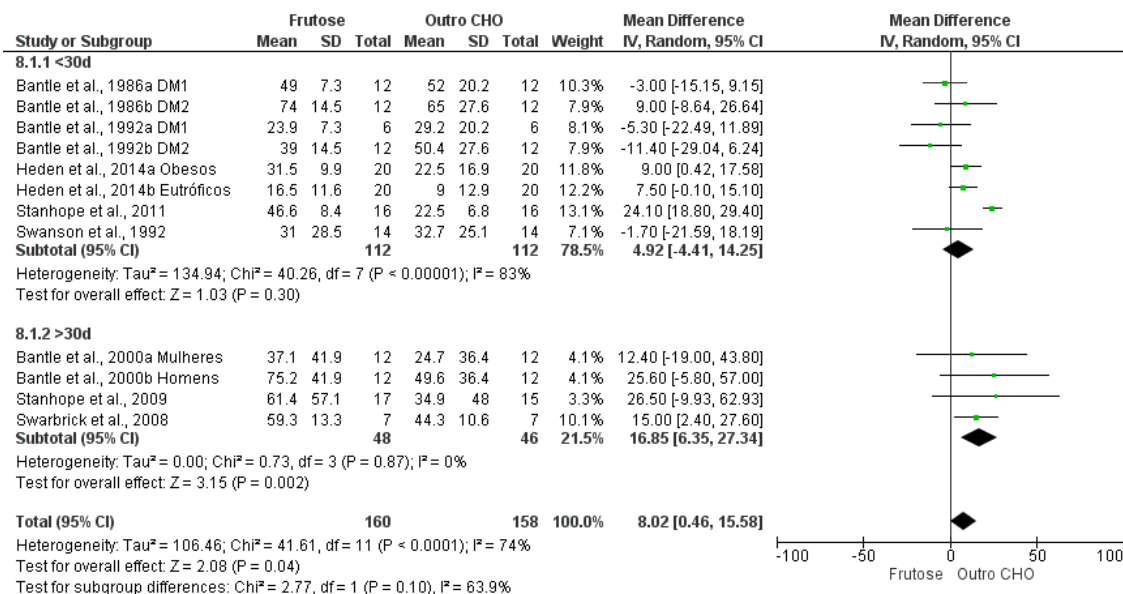 Frutose Outro CHO Mean Difference Mean Difference
Study or Subgroup Mean SD Total Mean SD Total Weight IV, Random, 95% CI IV, Random, 95% CI
8.1.1 <30d
Bantle et al., 1986a DM1 49 7.3 12 52 20.2 12 10.3% -3.00 [-15.15, 9.15]
Bantle et al., 1986b DM2 74 14.5 12 65 27.6 12 7.9% 9.00 [-8.64, 26.64]
Bantle et al., 1992a DM1 23.9 7.3 6 29.2 20.2 6 8.1% -5.30 [-22.49, 11.89]
Bantle et al., 1992b DM2 39 14.5 12 50.4 27.6 12 7.9% -11.40 [-29.04, 6.24]
Heden et al., 2014a Obesos 31.5 9.9 20 22.5 16.9 20 11.8% 9.00 [0.42, 17.58]
Heden et al., 2014b Eutróficos 16.5 11.6 20 9 12.9 20 12.2% 7.50 [-0.10, 15.10]
Stanhope et al., 2011 46.6 8.4 16 22.5 6.8 16 13.1% 24.10 [18.80, 29.40]
Swanson et al., 1992 31 28.5 14 32.7 25.1 14 7.1% -1.70 [-21.59, 18.19]
Subtotal (95% CI) 112 112 78.5% 4.92 [-4.41, 14.25]
Heterogeneity: Tau² = 134.94; Chi² = 40.26, df = 7 (P < 0.00001); I² = 83%
Test for overall effect: Z = 1.03 (P = 0.30)
8.1.2 >30d
Bantle et al., 2000a Mulheres 37.1 41.9 12 24.7 36.4 12 4.1% 12.40 [-19.00, 43.80]
Bantle et al., 2000b Homens 75.2 41.9 12 49.6 36.4 12 4.1% 25.60 [-5.80, 57.00]
Stanhope et al., 2009 61.4 57.1 17 34.9 48 15 3.3% 26.50 [-9.93, 62.93]
Swarbrick et al., 2008 59.3 13.3 7 44.3 10.6 7 10.1% 15.00 [2.40, 27.60]
Subtotal (95% CI) 48 46 21.5% 16.85 [6.35, 27.34]
Heterogeneity: Tau² = 0.00; Chi² = 0.73, df = 3 (P = 0.87); I² = 0%
Test for overall effect: Z = 3.15 (P = 0.002)
Total (95% CI) 160 158 100.0% 8.02 [0.46, 15.58]
Heterogeneity: Tau² = 106.46; Chi² = 41.61, df = 11 (P < 0.0001); I² = 74%
Test for overall effect: Z = 2.08 (P = 0.04)
Test for subgroup differences: Chi² = 2.77, df = 1 (P = 0.10), I² = 63.9%
-100 -50 0 50 100
Frutose Outro CHO